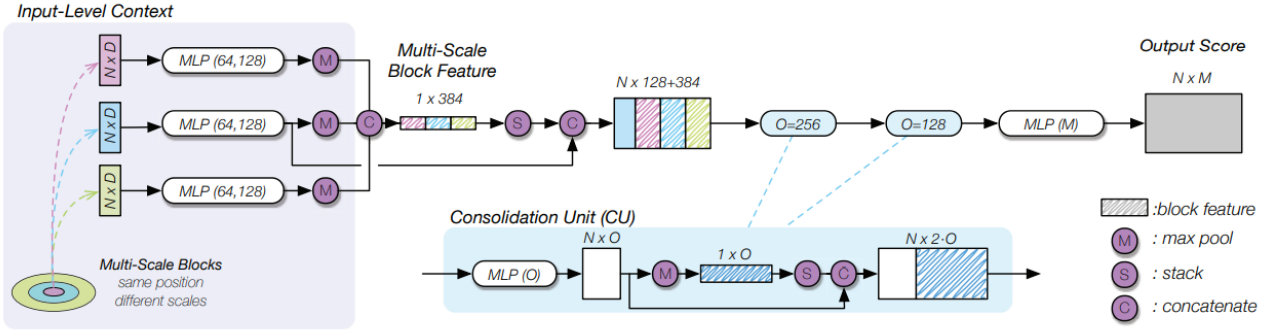 Input-Level Context
N x D
MLP (64,128)
M
N x D
MLP (64,128)
M
N x D
MLP (64,128)
M
Multi-Scale Blocks
same position
different scales
C
Multi-Scale
Block Feature
1 x 384
S
C
N x 128+384
O=256
O=128
MLP (M)
Output Score
N x M
Consolidation Unit (CU)
MLP (O)
N x O
M
1 x O
S
C
N x 2·O
:block feature
M : max pool
S : stack
C : concatenate